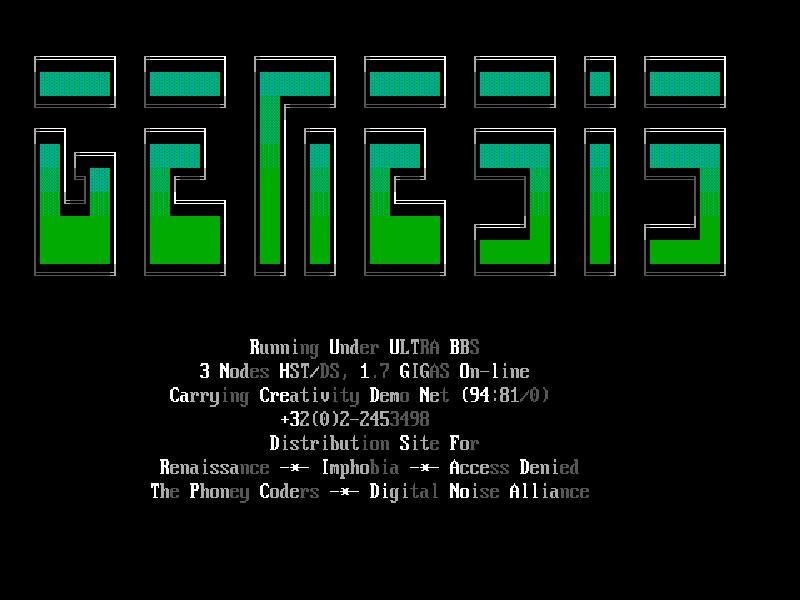 GENESIS
Running Under ULTRA BBS
3 Nodes HST/DS, 1.7 GIGAS On-line
Carrying Creativity Demo Net (94:81/0)
+32(0)2-2453498
Distribution Site For
Renaissance -*- Imphobia -*- Access Denied
The Phoney Coders -*- Digital Noise Alliance